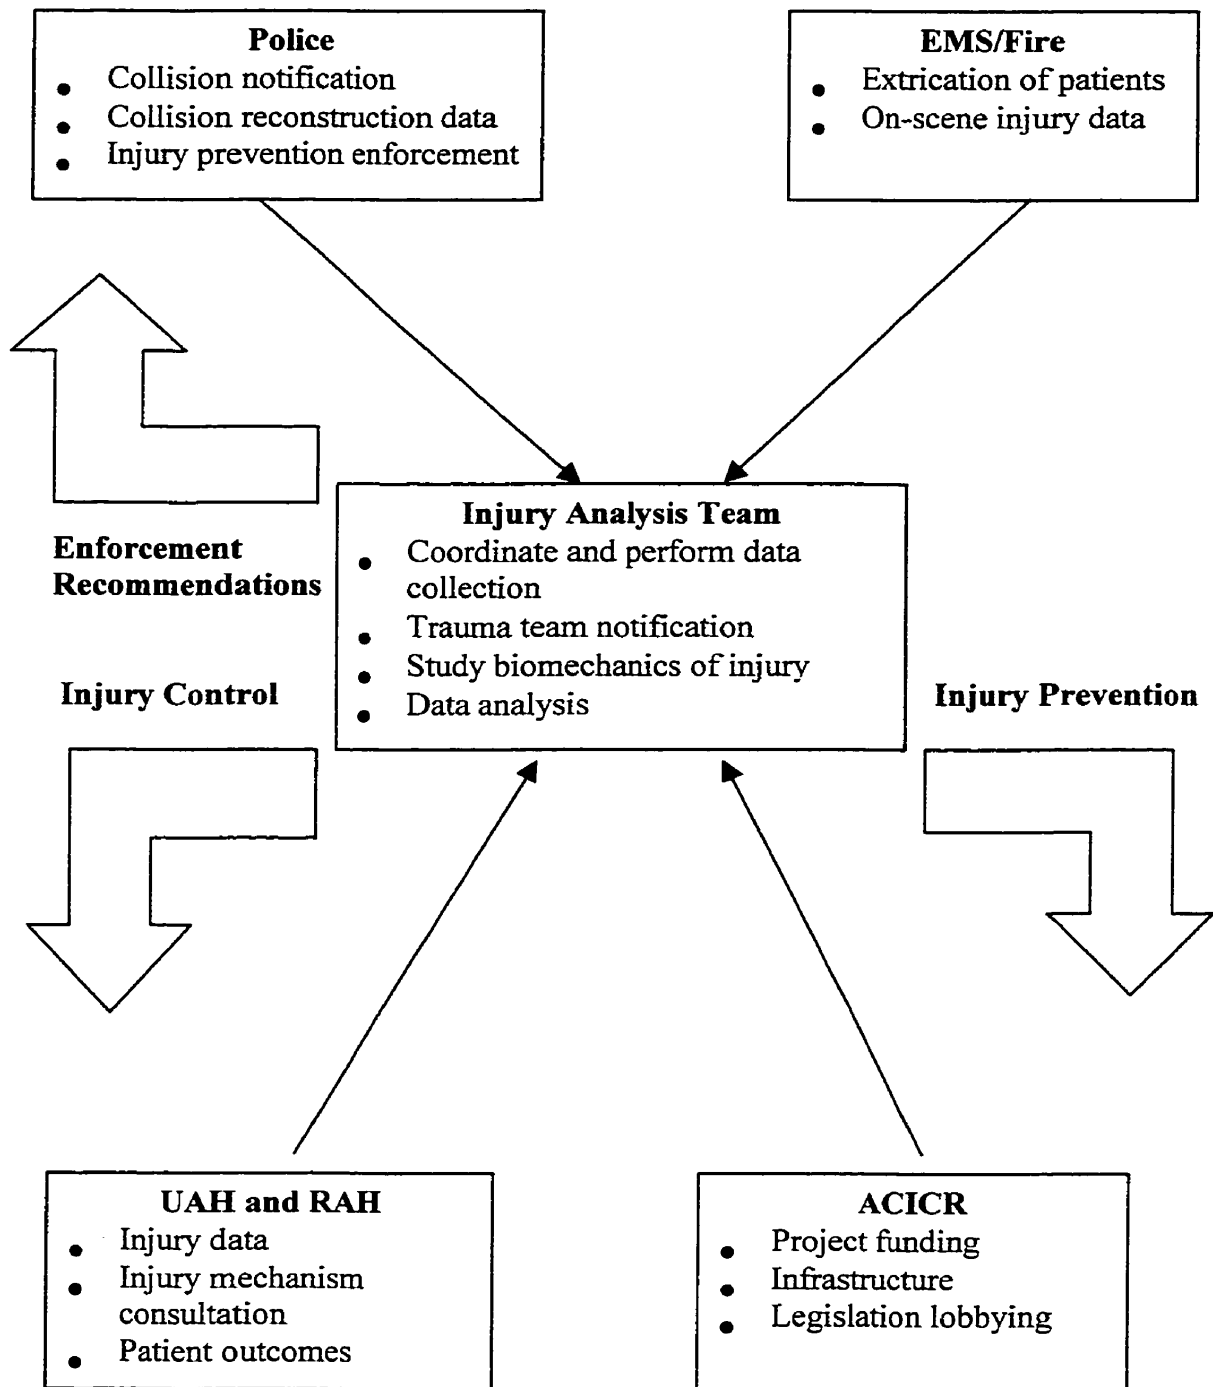 Police
• Collision notification
• Collision reconstruction data
• Injury prevention enforcement
EMS/Fire
• Extrication of patients
• On-scene injury data
Injury Analysis Team
• Coordinate and perform data
collection
• Trauma team notification
• Study biomechanics of injury
• Data analysis
Enforcement
Recommendations
Injury Control
Injury Prevention
UAH and RAH
• Injury data
• Injury mechanism
consultation
• Patient outcomes
ACICR
• Project funding
• Infrastructure
• Legislation lobbying